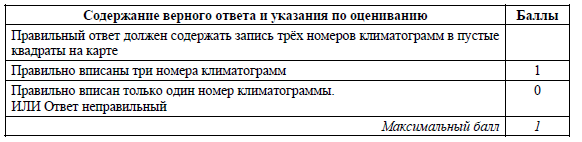 Содержание верного ответа и указания по оцениванию Баллы
Правильный ответ должен содержать запись трёх номеров климатограмм в пустые
квадраты на карте
Правильно вписаны три номера климатограмм 1
Правильно вписан только один номер климатограммы. 0
ИЛИ Ответ неправильный
Максимальный балл 1